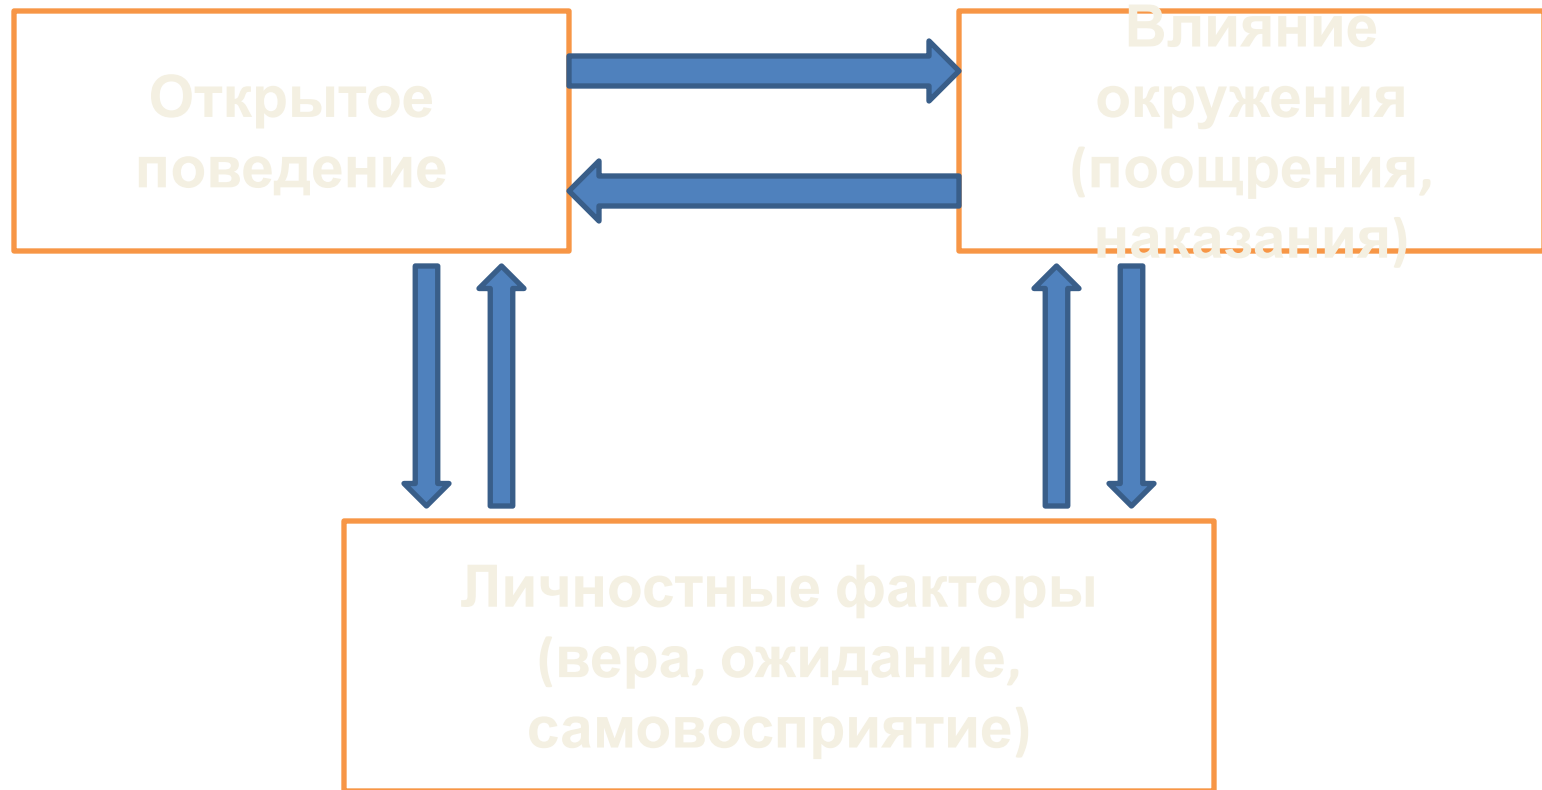 Открытое
поведение
Влияние
окружения
(поощрения,
наказания)
Личностные факторы
(вера, ожидание,
самовосприятие)